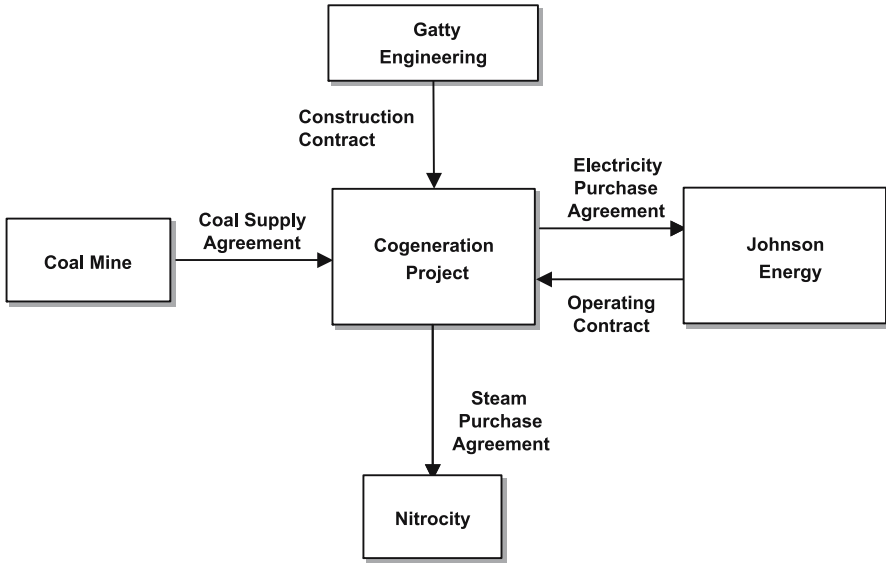 Gatty
Engineering
Construction
Contract
Electricity
Purchase
Agreement
Coal Supply
Agreement
Coal Mine
Cogeneration
Project
Johnson
Energy
Operating
Contract
Steam
Purchase
Agreement
Nitrocity